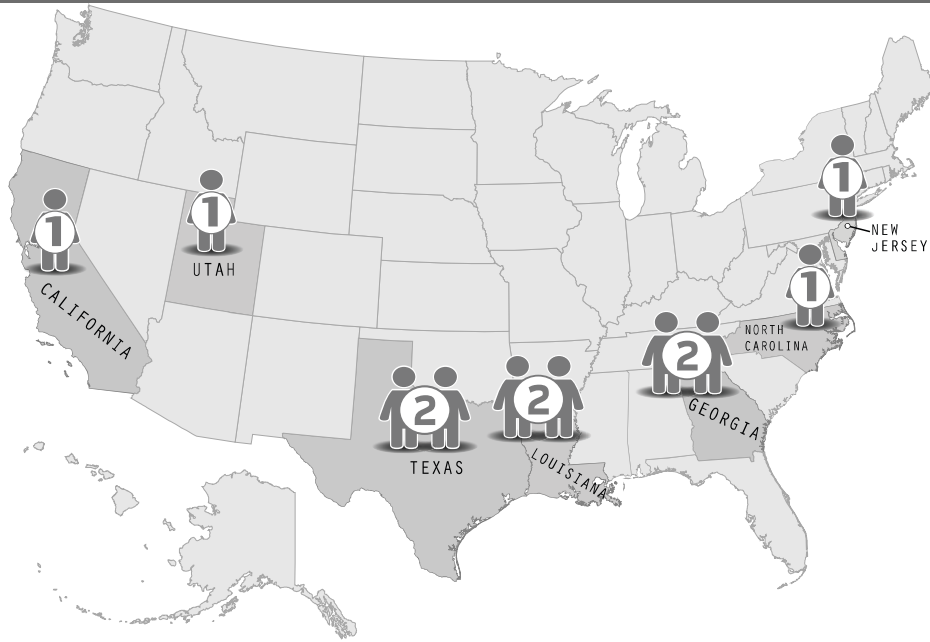 1
1
UTAH
CALIFORNIA
1
NEW
JERSEY
1
NORTH
CAROLINA
2
GEORGIA
2
TEXAS
2
LOUISIANA